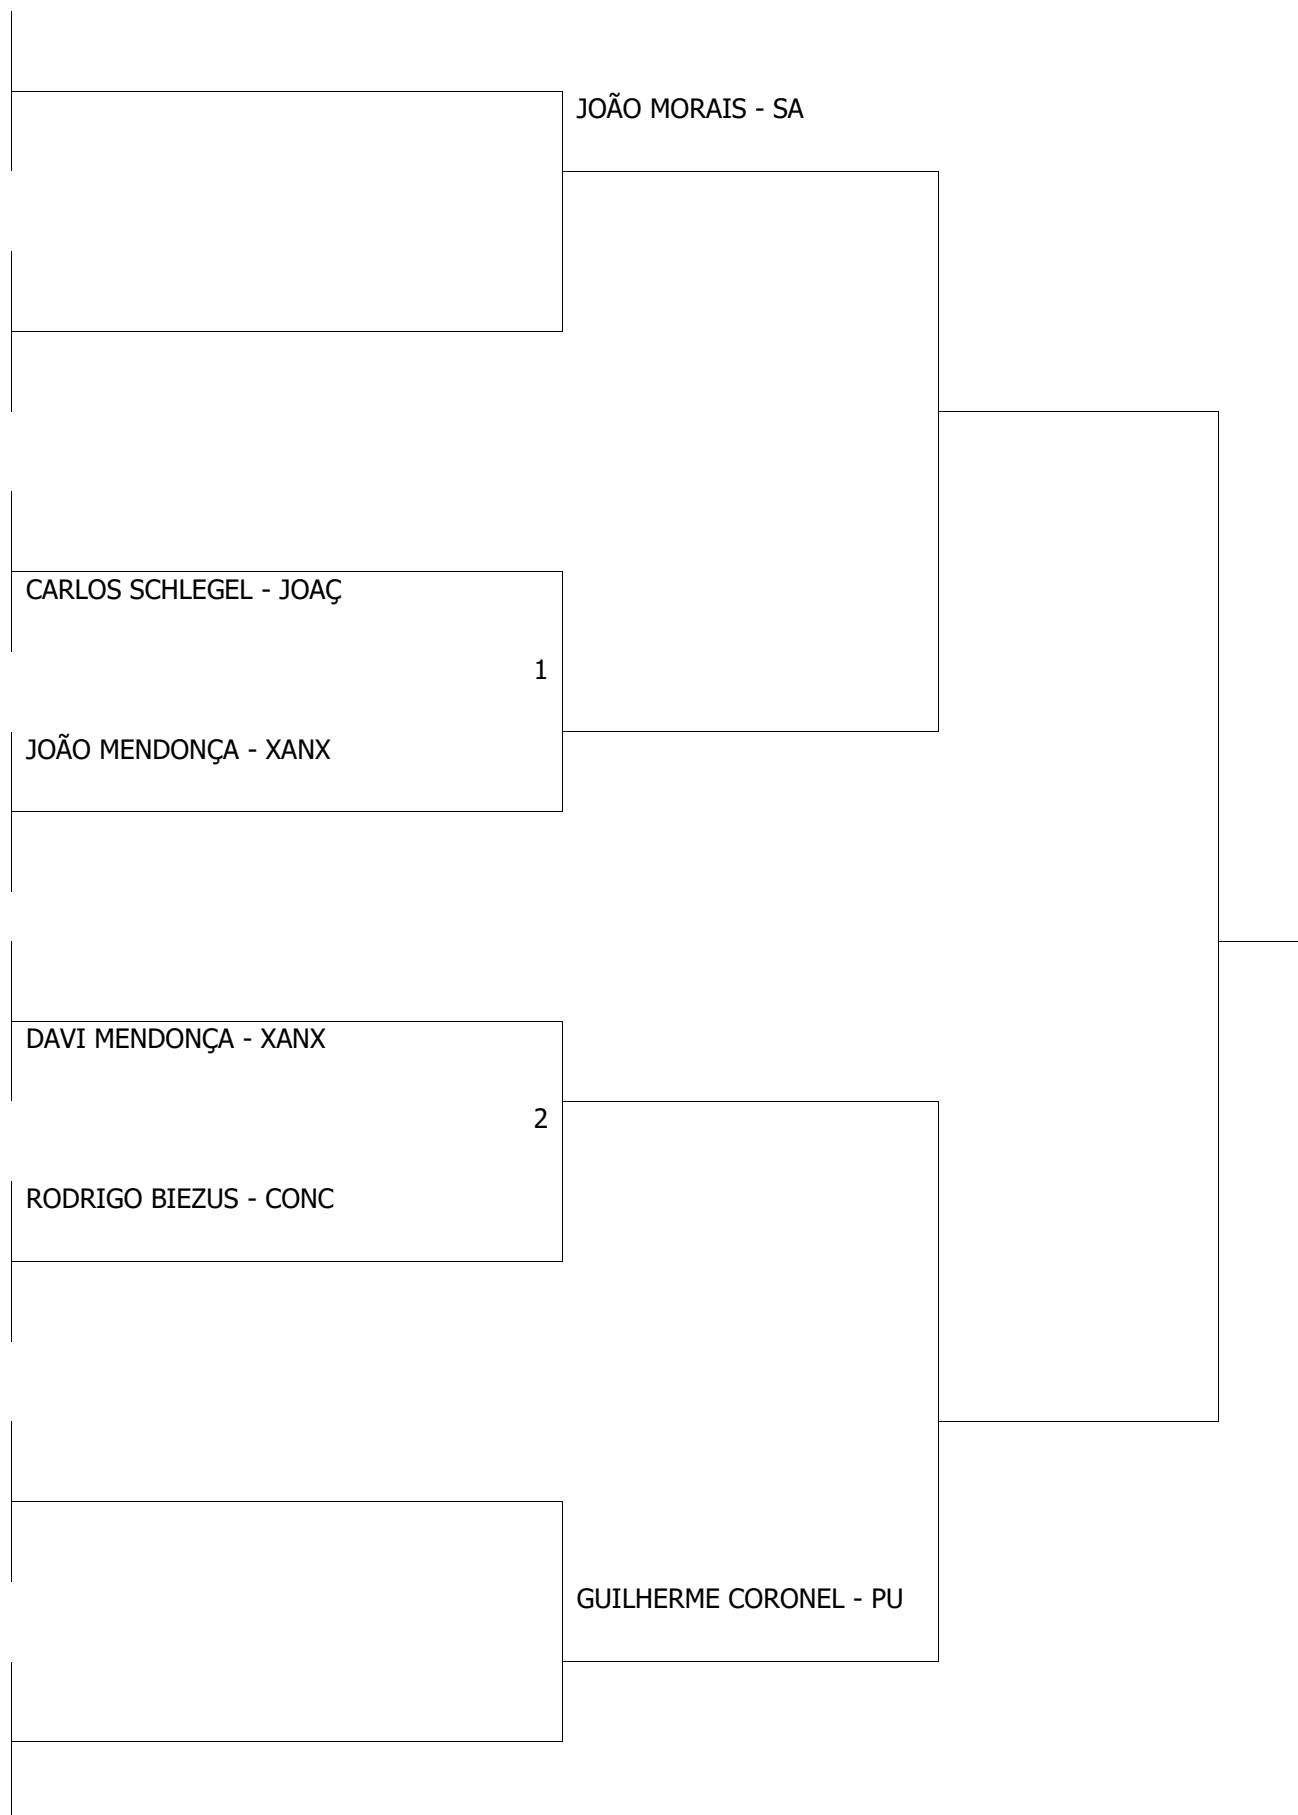 JOÃO MORAIS - SA
CARLOS SCHLEGEL - JOAÇ
1
JOÃO MENDONÇA - XANX
DAVI MENDONÇA - XANX
2
RODRIGO BIEZUS - CONC
GUILHERME CORONEL - PU